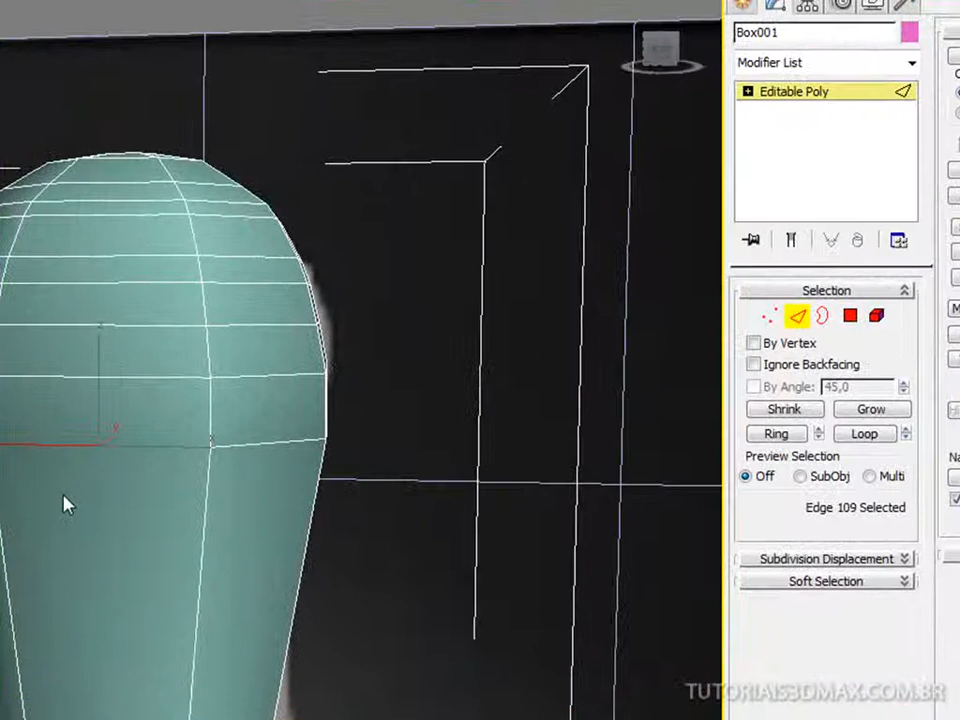 Box001
Modifier List
Editable Poly
Selection
By Vertex
Ignore Backfacing
By Angle: 45,0
Shrink Grow
Ring Loop
Preview Selection
Off SubObj Multi
Edge 109 Selected
Subdivision Displacement
Soft Selection
TUTORIAIS3DMAX.COM.BR